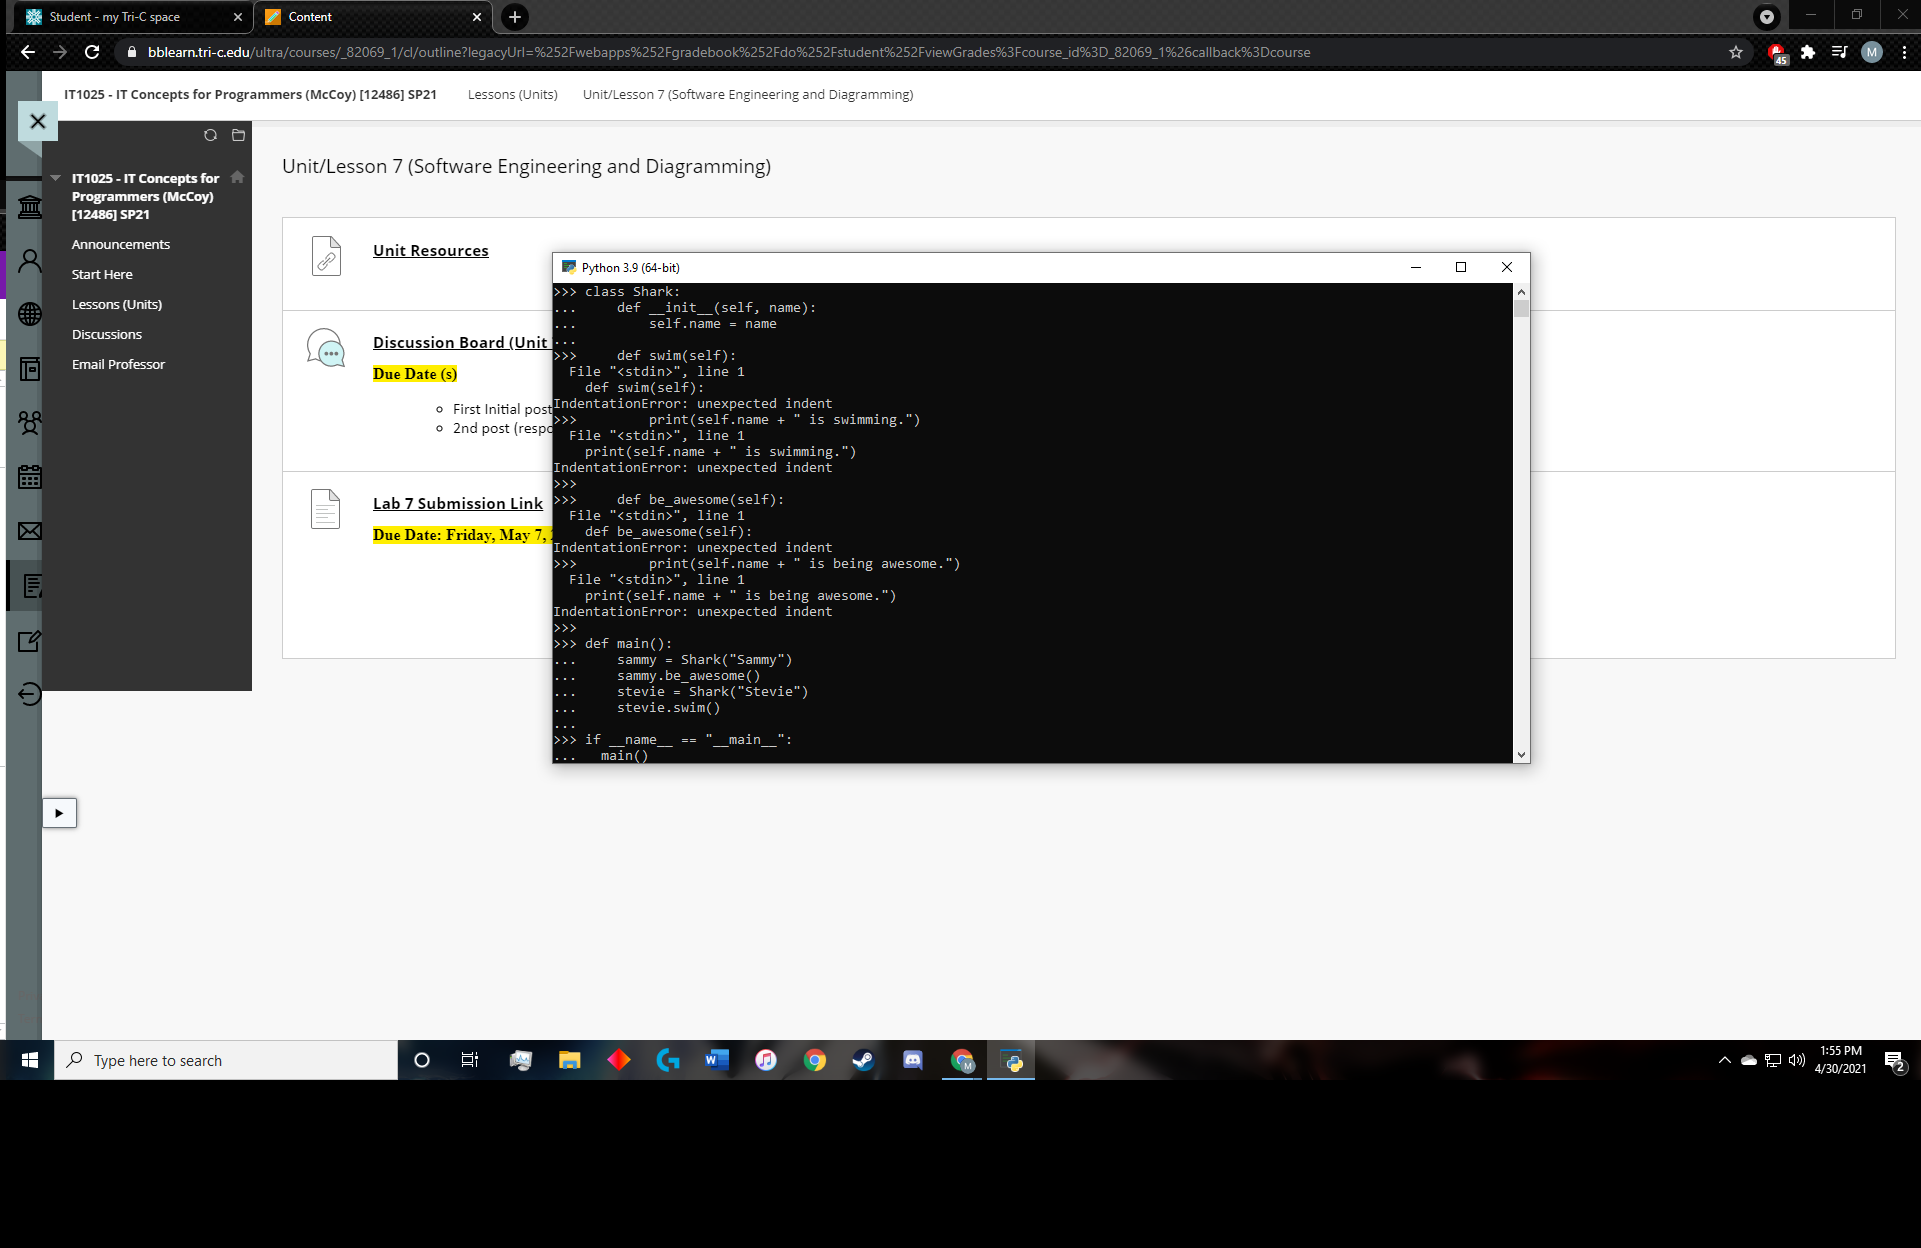 Student - my Tri-C space
Content
bblearn.tri-c.edu/ultra/courses/_82069_1/cl/outline?legacyUrl=%252Fwebapps%252Fgradebook%252Fdo%252Fstudent%252FviewGrades%3Fcourse_id%3D_82069_1%26callback%3Dcourse
45
M
IT1025 - IT Concepts for Programmers (McCoy) [12486] SP21
Lessons (Units)
Unit/Lesson 7 (Software Engineering and Diagramming)
IT1025 - IT Concepts for
Programmers (McCoy)
[12486] SP21
Announcements
Start Here
Lessons (Units)
Discussions
Email Professor
Unit/Lesson 7 (Software Engineering and Diagramming)
Unit Resources
Discussion Board (Unit
Due Date (s)
First Initial post
2nd post (respo
Lab 7 Submission Link
Due Date: Friday, May 7,
Python 3.9 (64-bit)
>>> class Shark:
...     def __init__(self, name):
...         self.name = name
...
>>>     def swim(self):
  File "<stdin>", line 1
    def swim(self):
IndentationError: unexpected indent
>>>         print(self.name + " is swimming.")
  File "<stdin>", line 1
    print(self.name + " is swimming.")
IndentationError: unexpected indent
>>>
>>>     def be_awesome(self):
  File "<stdin>", line 1
    def be_awesome(self):
IndentationError: unexpected indent
>>>         print(self.name + " is being awesome.")
  File "<stdin>", line 1
    print(self.name + " is being awesome.")
IndentationError: unexpected indent
>>>
>>> def main():
...     sammy = Shark("Sammy")
...     sammy.be_awesome()
...     stevie = Shark("Stevie")
...     stevie.swim()
...
>>> if __name__ == "__main__":
...   main()
Type here to search
W
M
1:55 PM
4/30/2021
2